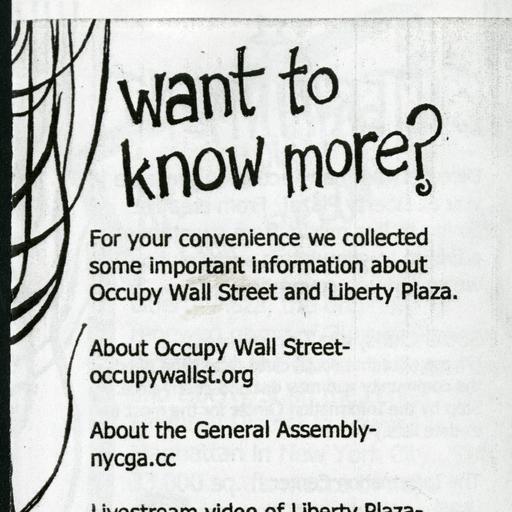 want to
know more?
For your convenience we collected
some important information about
Occupy Wall Street and Liberty Plaza.
About Occupy Wall Street-
occupywallst.org
About the General Assembly-
nycga.cc
Livestream video of Liberty Plaza-